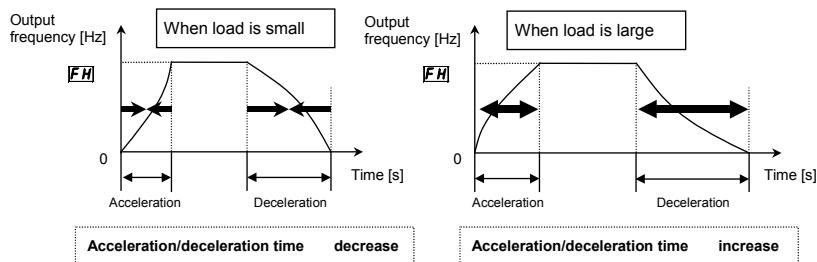 Output
frequency [Hz]
When load is small
FH
0
Time [s]
Acceleration
Deceleration
Acceleration/deceleration time decrease
Output
frequency [Hz]
When load is large
FH
0
Time [s]
Acceleration
Deceleration
Acceleration/deceleration time increase